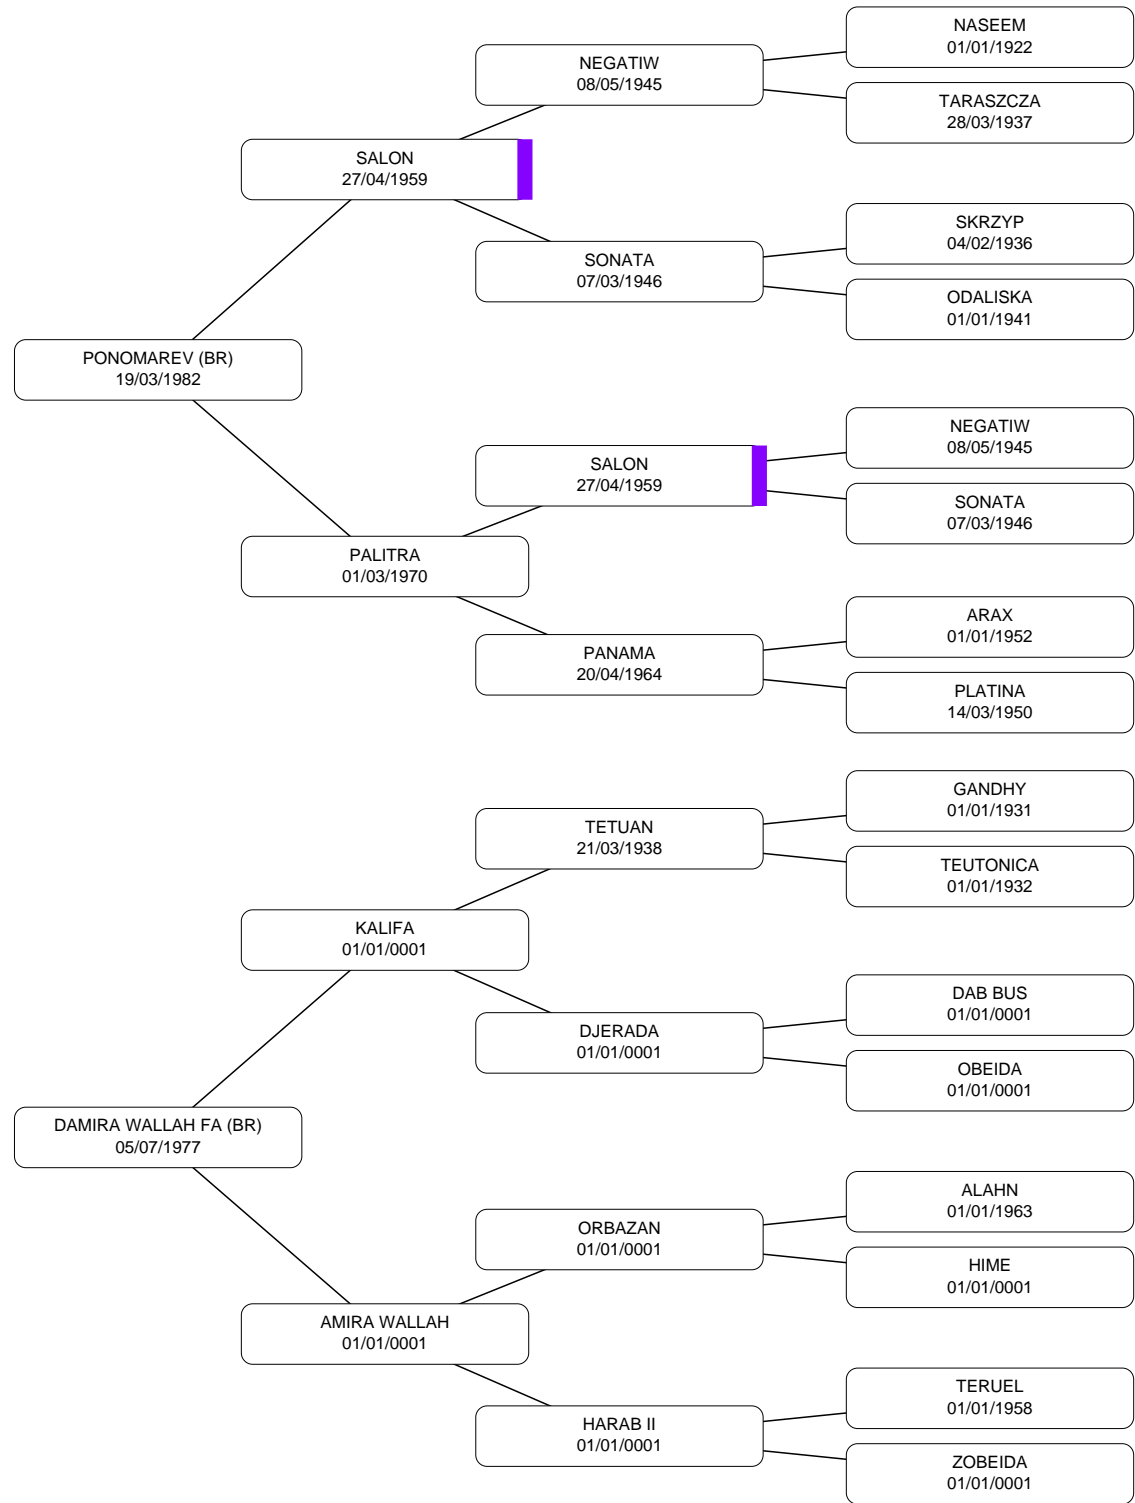 NASEEM
01/01/1922
NEGATIW
08/05/1945
TARASZCZA
28/03/1937
SALON
27/04/1959
SKRZYP
04/02/1936
SONATA
07/03/1946
ODALISKA
01/01/1941
PONOMAREV (BR)
19/03/1982
NEGATIW
08/05/1945
SALON
27/04/1959
SONATA
07/03/1946
PALITRA
01/03/1970
ARAX
01/01/1952
PANAMA
20/04/1964
PLATINA
14/03/1950
GANDHY
01/01/1931
TETUAN
21/03/1938
TEUTONICA
01/01/1932
KALIFA
01/01/0001
DAB BUS
01/01/0001
DJERADA
01/01/0001
OBEIDA
01/01/0001
DAMIRA WALLAH FA (BR)
05/07/1977
ALAHN
01/01/1963
ORBAZAN
01/01/0001
HIME
01/01/0001
AMIRA WALLAH
01/01/0001
TERUEL
01/01/1958
HARAB II
01/01/0001
ZOBEIDA
01/01/0001